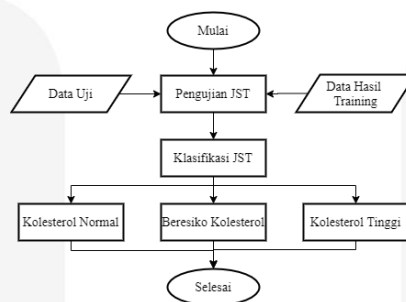 Mulai
Data Uji
Pengujian JST
Data Hasil
Training
Klasifikasi JST
Kolesterol Normal
Beresiko Kolesterol
Kolesterol Tinggi
Selesai